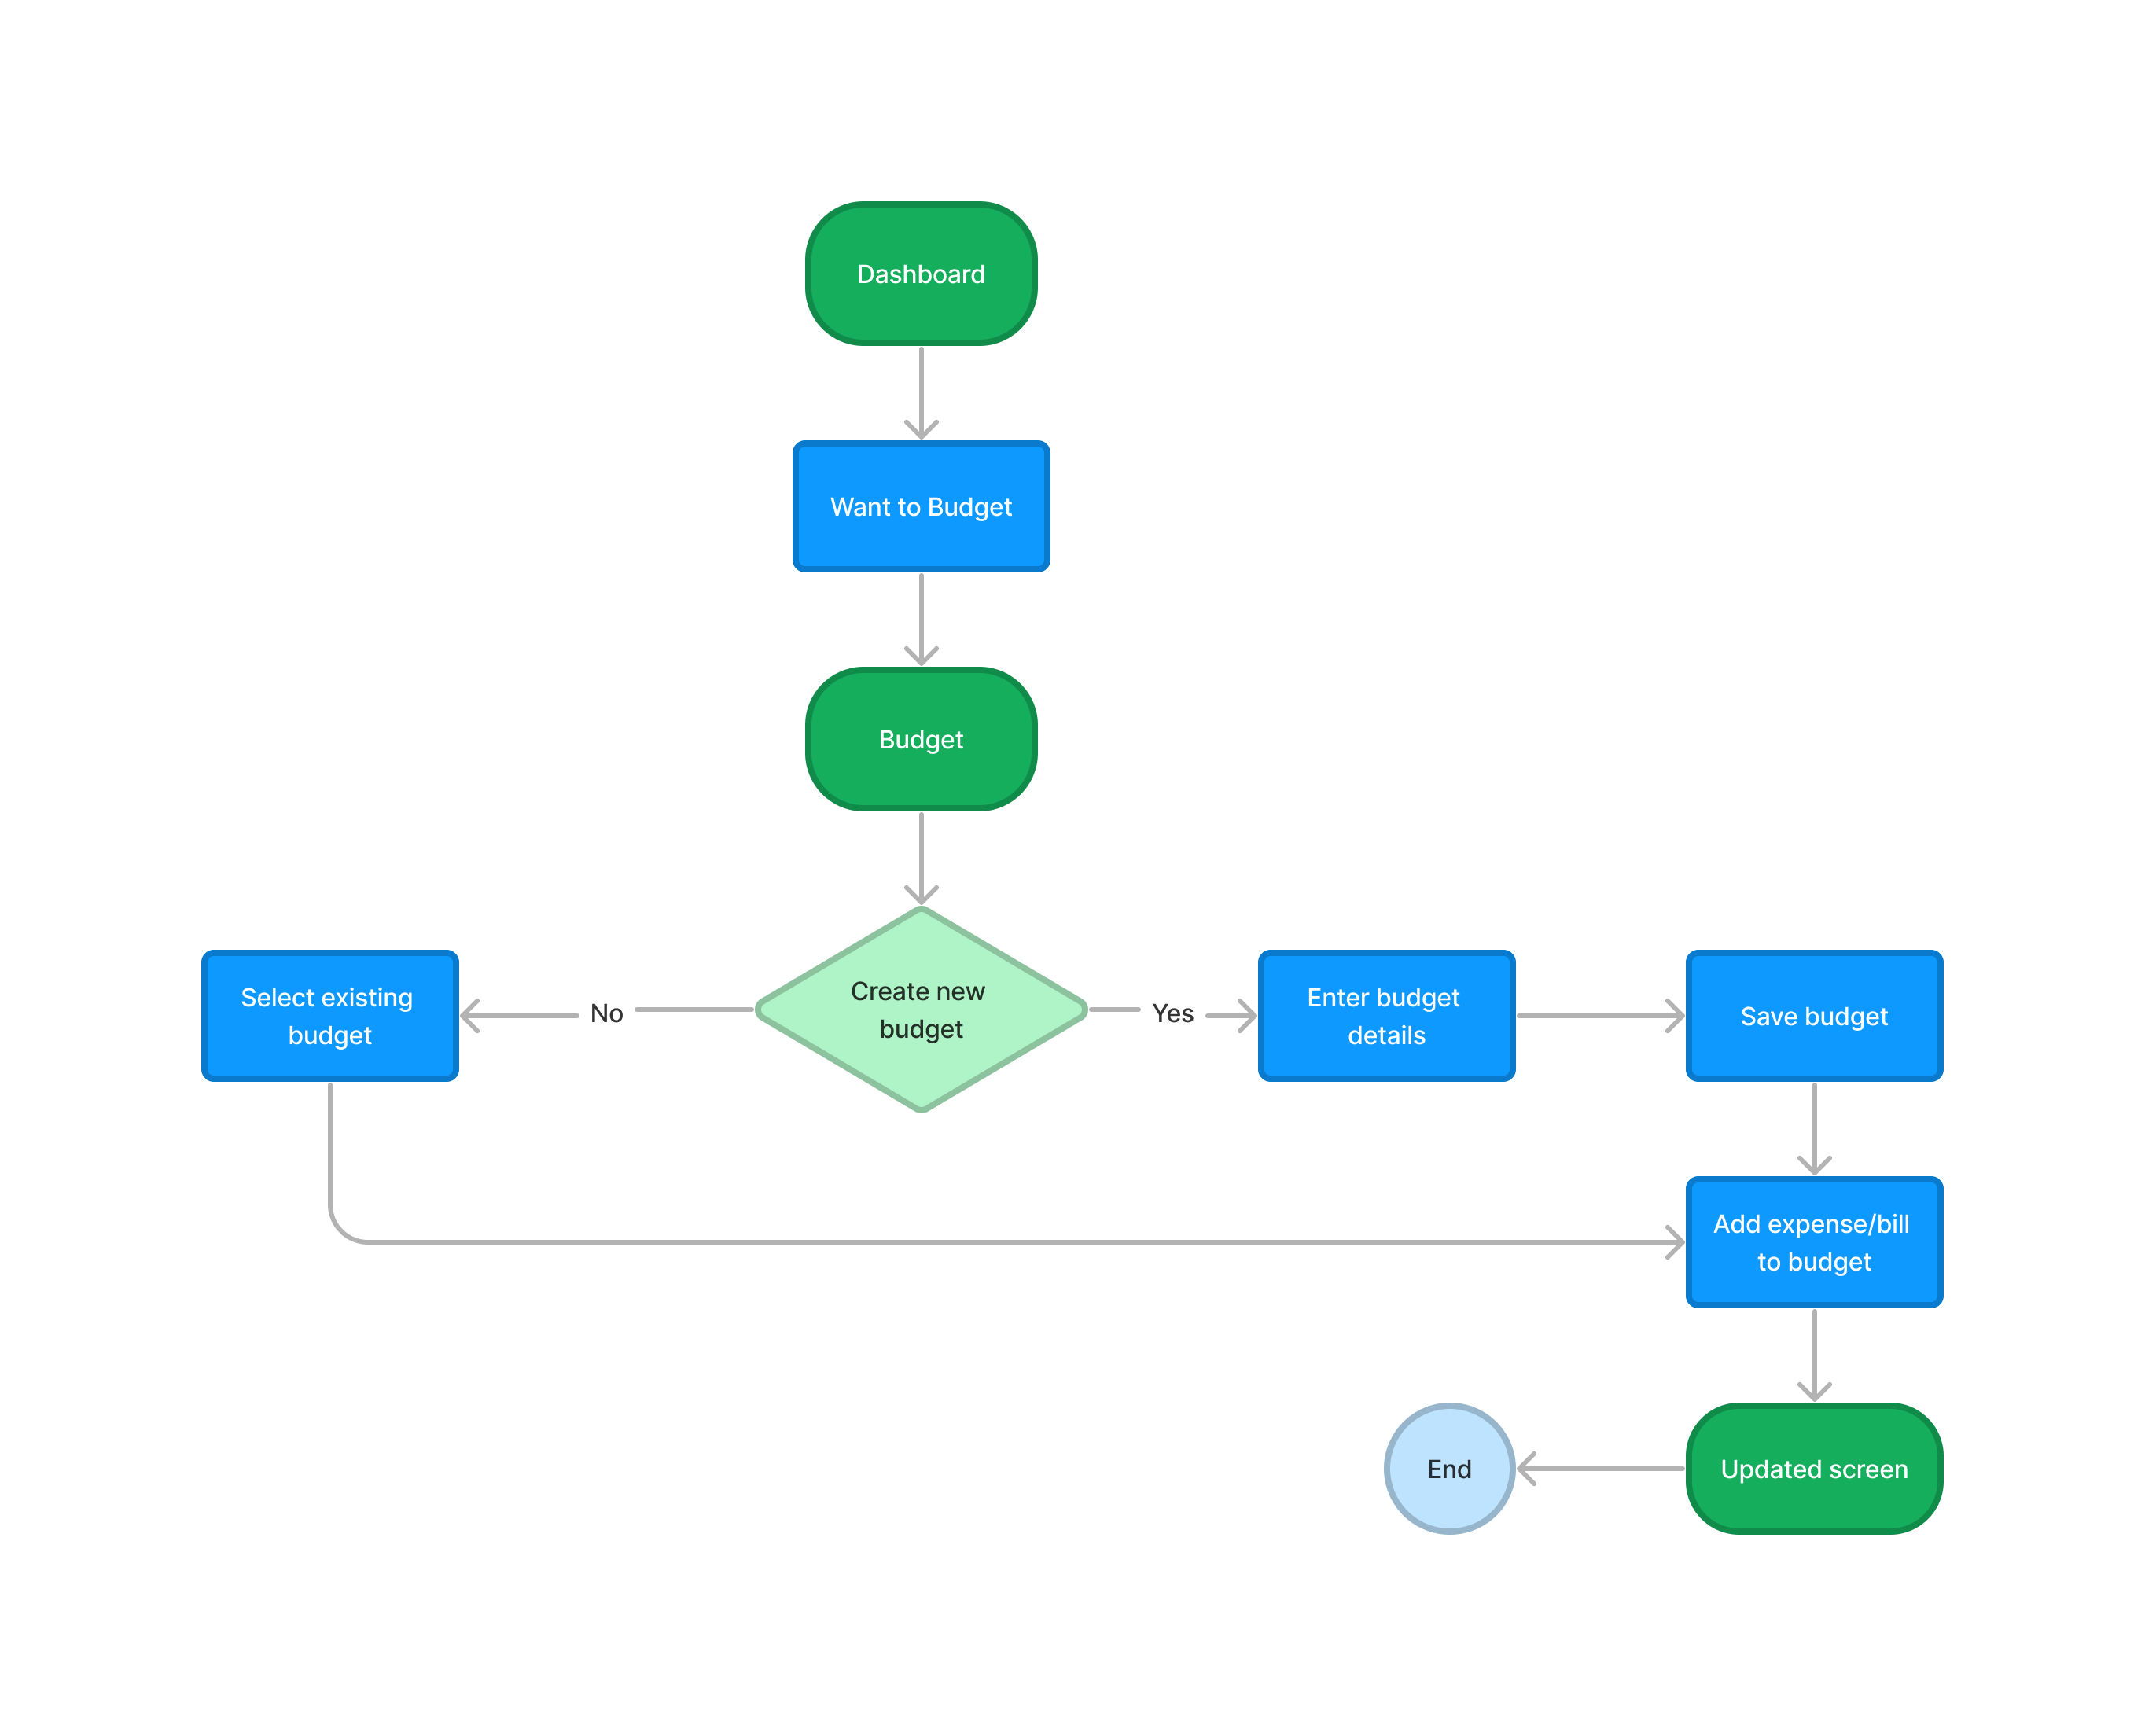 Dashboard
Want to Budget
Budget
Create new
budget
No
Select existing
budget
Yes
Enter budget
details
Save budget
Add expense/bill
to budget
Updated screen
End